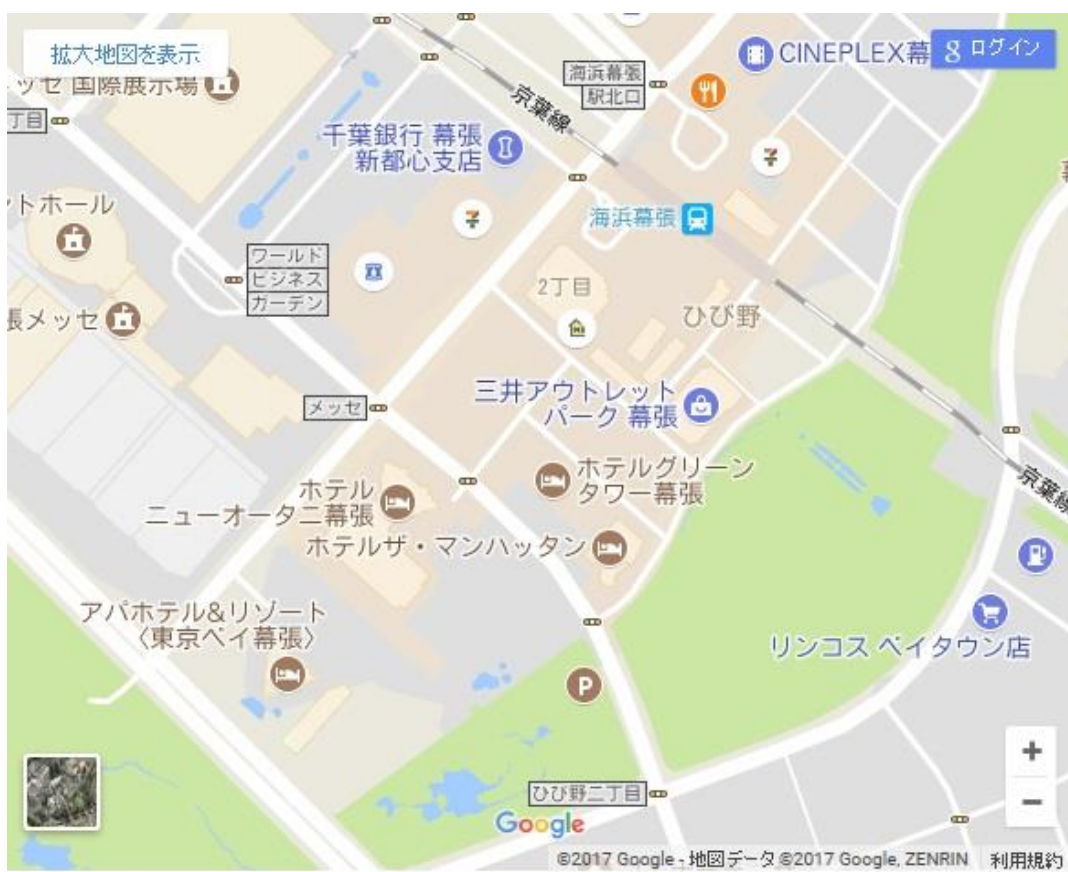 拡大地図を表示
CINEPLEX幕
ログイン
ッセ 国際展示場
海浜幕張
駅北口
京葉線
丁目
千葉銀行 幕張
新都心支店
ントホール
海浜幕張
ワールド
ビジネス
ガーデン
2丁目
ひび野
張メッセ
三井アウトレット
パーク 幕張
メッセ
ホテルグリーン
タワー幕張
京葉線
ホテル
ニューオータニ幕張
ホテルザ・マンハッタン
アパホテル&リゾート
〈東京ベイ幕張〉
リンコス ベイタウン店
P
ひび野二丁目
Google
©2017 Google - 地図データ ©2017 Google, ZENRIN
利用規約